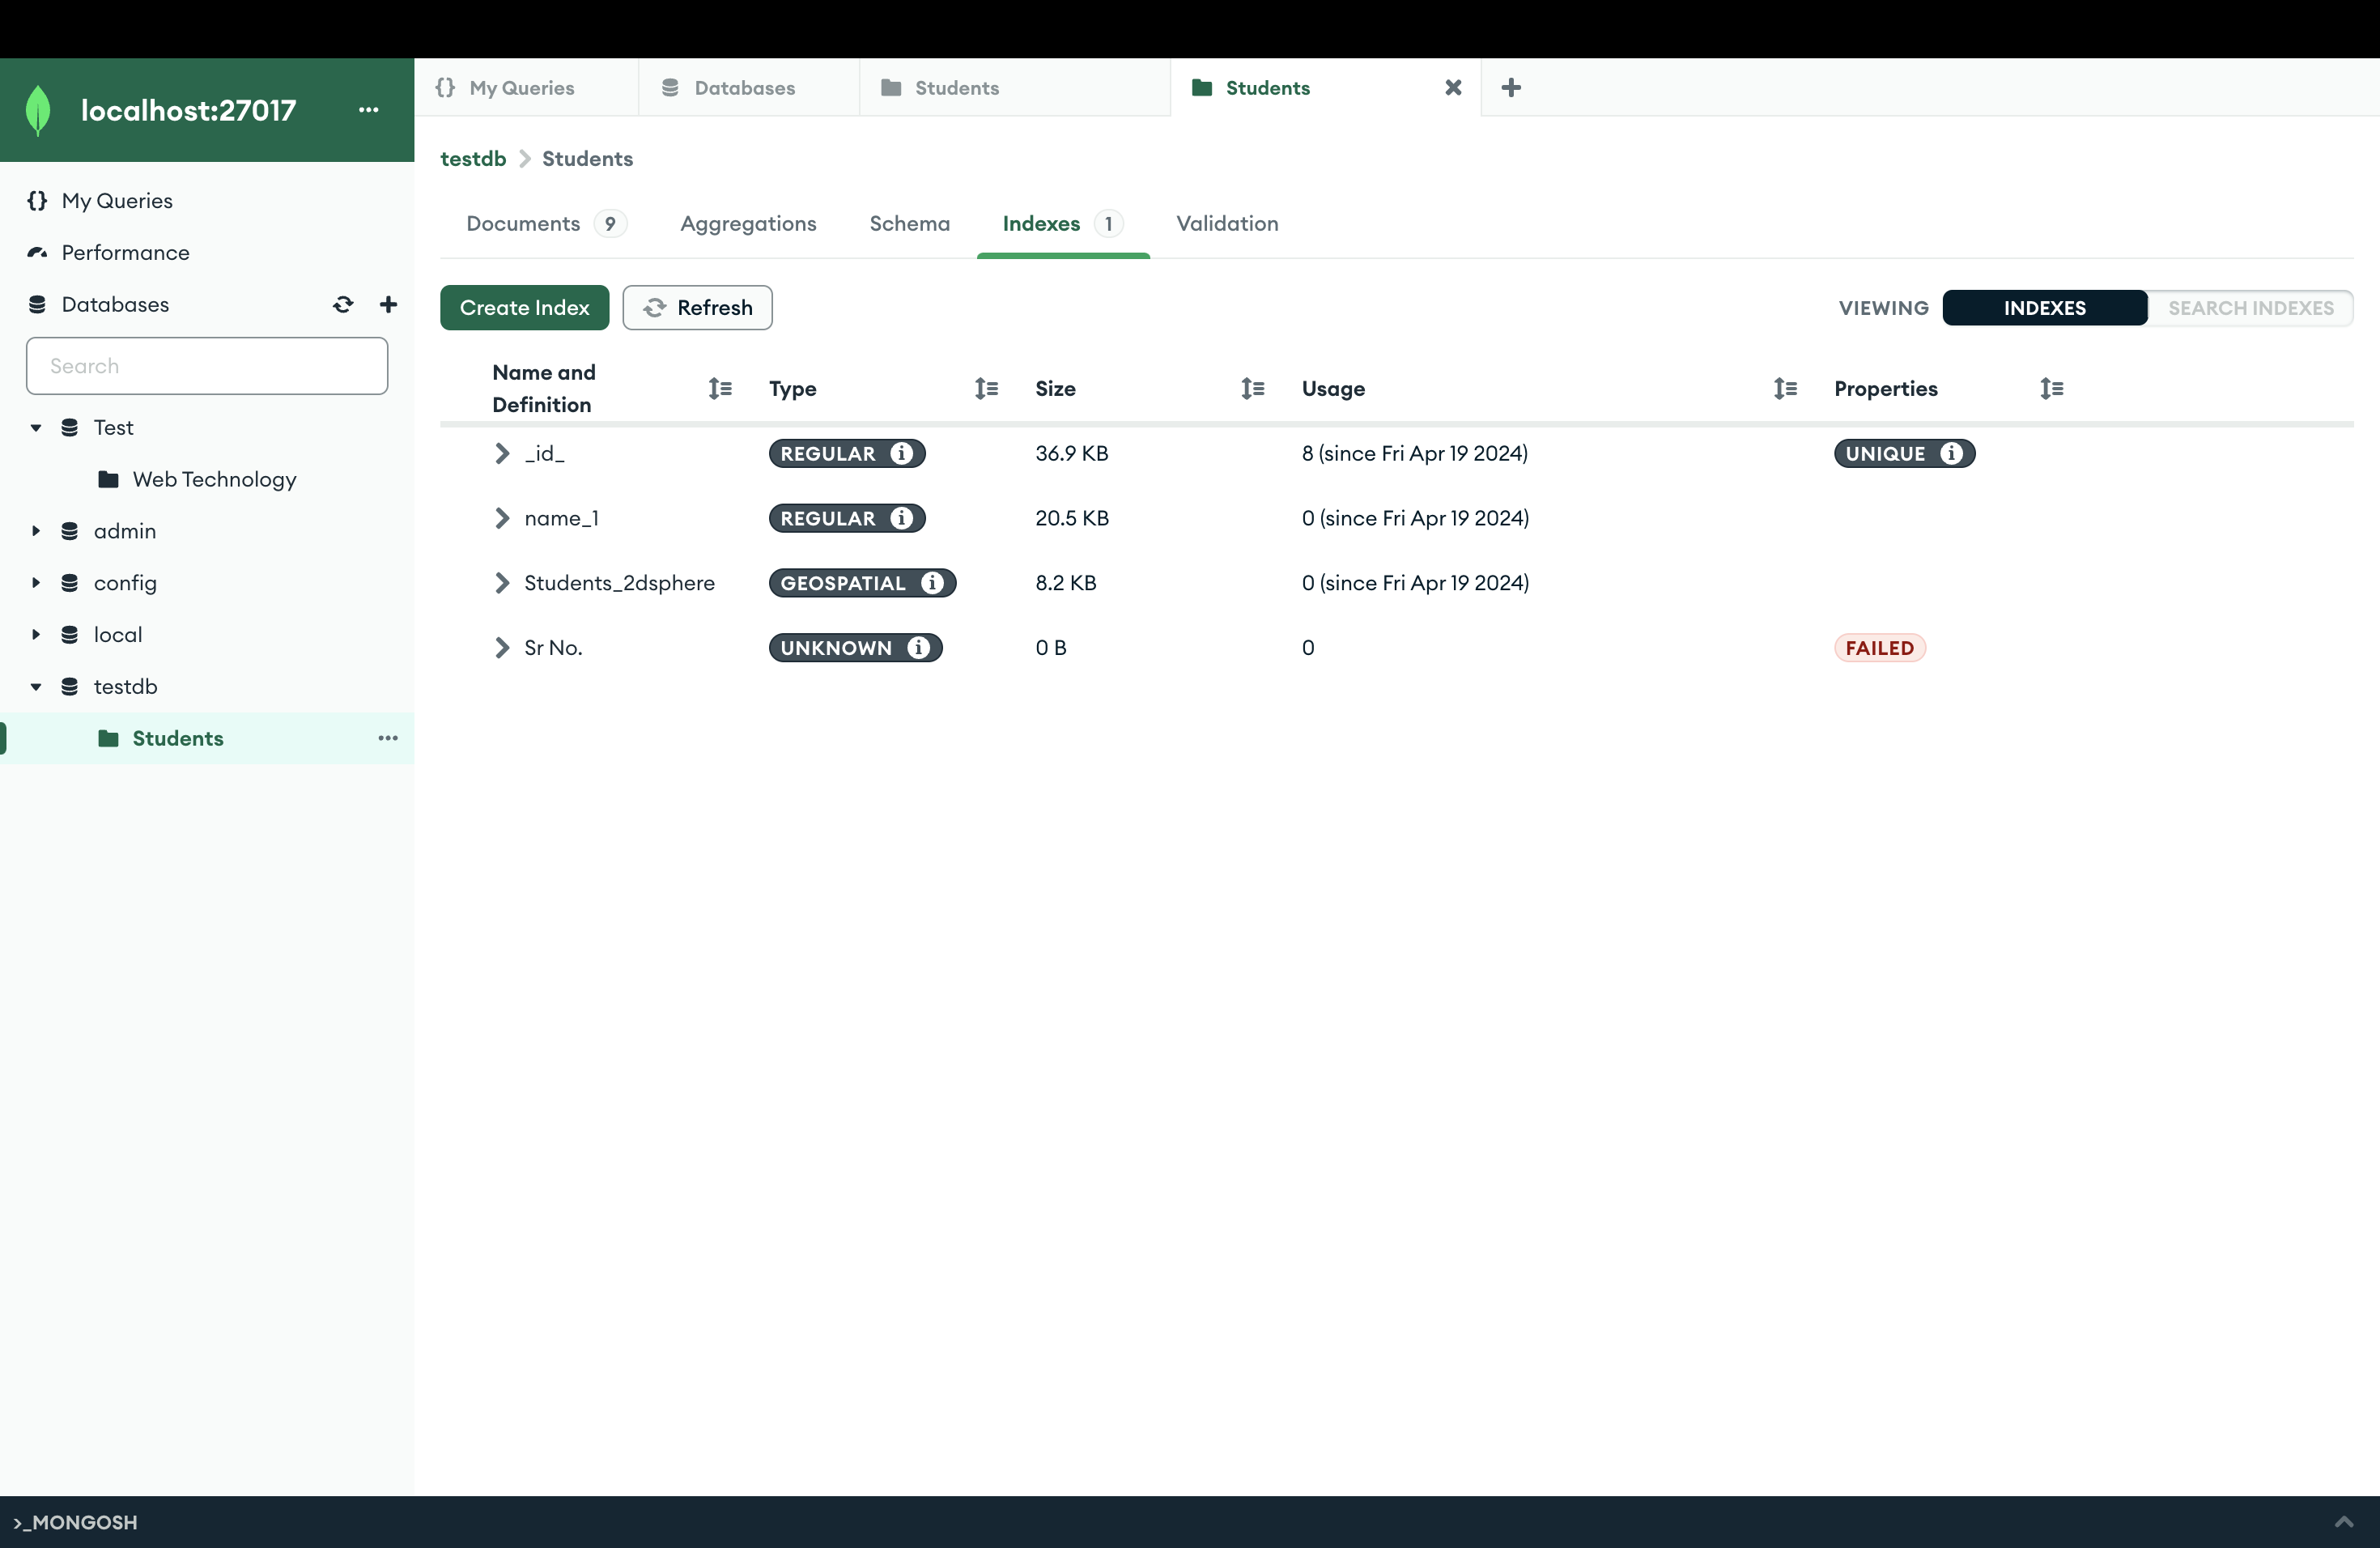 localhost:27017
My Queries
Performance
Databases
Search
Test
Web Technology
admin
config
local
testdb
Students
My Queries
Databases
Students
Students
testdb
Students
Documents 9
Aggregations
Schema
Indexes 1
Validation
Create Index
Refresh
VIEWING
INDEXES
SEARCH INDEXES
Name and
Definition
Type
Size
Usage
Properties
_id_ REGULAR 36.9 KB 8 (since Fri Apr 19 2024) UNIQUE
name_1 REGULAR 20.5 KB 0 (since Fri Apr 19 2024)
Students_2dsphere GEOSPATIAL 8.2 KB 0 (since Fri Apr 19 2024)
Sr No. UNKNOWN 0 B 0 FAILED
>_MONGOSH